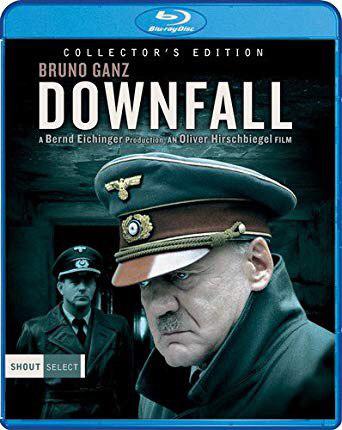 Blu-ray Disc
COLLECTOR'S EDITION
BRUNO GANZ
DOWNFALL
A Bernd Eichinger Production AN Oliver Hirschbiegel FILM
SHOUT SELECT